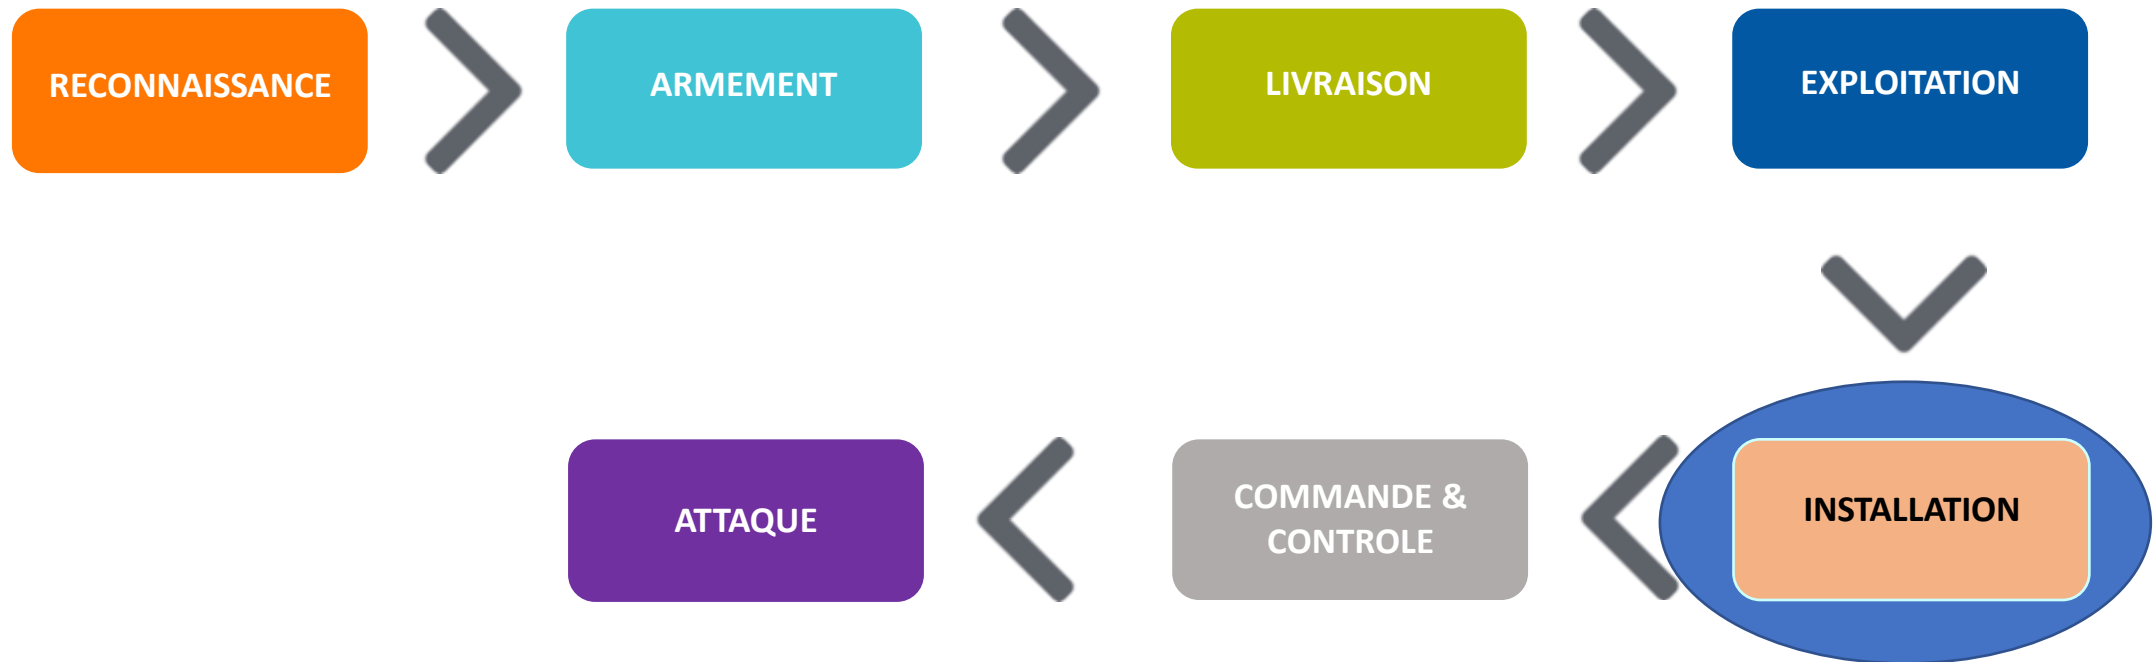 RECONNAISSANCE
ARMEMENT
LIVRAISON
EXPLOITATION
INSTALLATION
COMMANDE &
CONTROLE
ATTAQUE